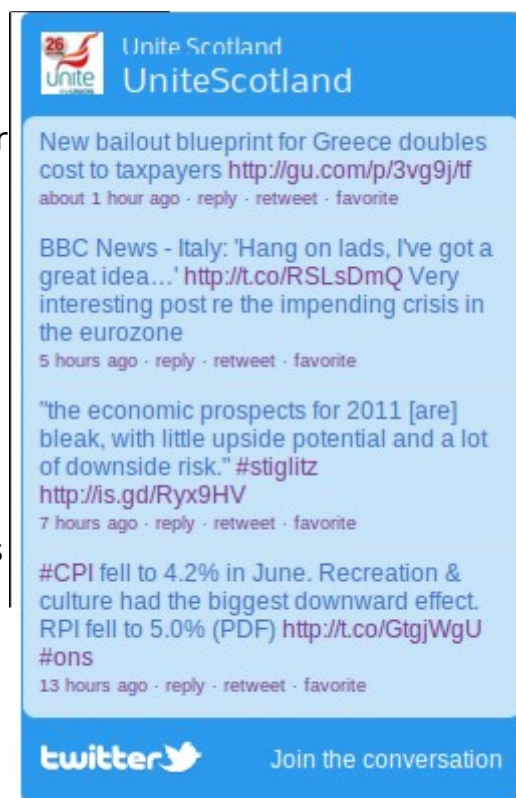 26
unite
theUNION
Unite Scotland
UniteScotland
r
New bailout blueprint for Greece doubles
cost to taxpayers http://gu.com/p/3vg9j/tf
about 1 hour ago · reply · retweet · favorite
BBC News - Italy: 'Hang on lads, I've got a
great idea…' http://t.co/RSLsDmQ Very
interesting post re the impending crisis in
the eurozone
5 hours ago · reply · retweet · favorite
"the economic prospects for 2011 [are]
bleak, with little upside potential and a lot
of downside risk." #stiglitz
http://is.gd/Ryx9HV
7 hours ago · reply · retweet · favorite
s
#CPI fell to 4.2% in June. Recreation &
culture had the biggest downward effect.
RPI fell to 5.0% (PDF) http://t.co/GtgjWgU
#ons
13 hours ago · reply · retweet · favorite
twitter
Join the conversation